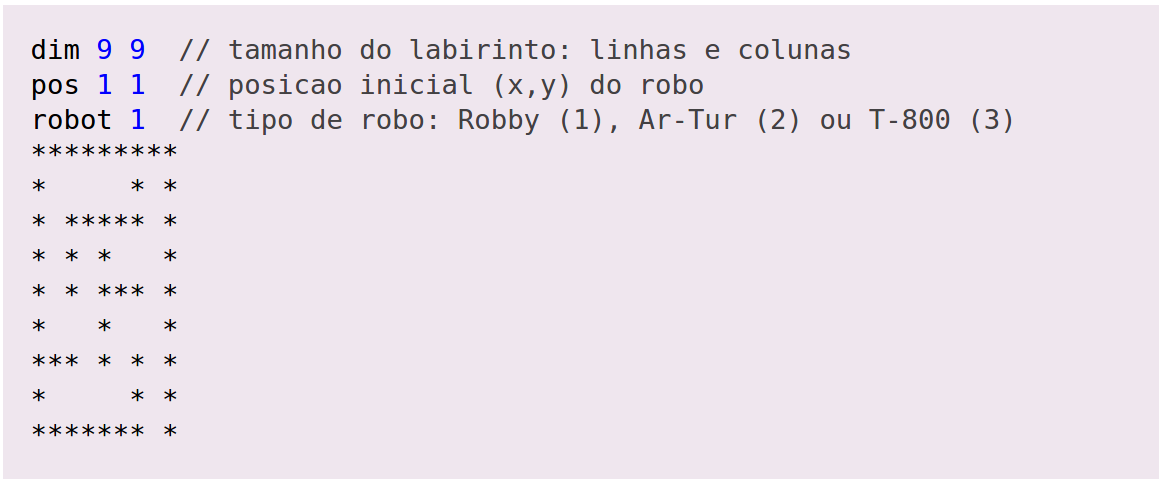 dim 9 9  // tamanho do labirinto: linhas e colunas
pos 1 1  // posicao inicial (x,y) do robo
robot 1  // tipo de robo: Robby (1), Ar-Tur (2) ou T-800 (3)
*********
*     * *
* ***** *
* * *   *
* * *** *
*   *   *
*** * * *
*     * *
******* *